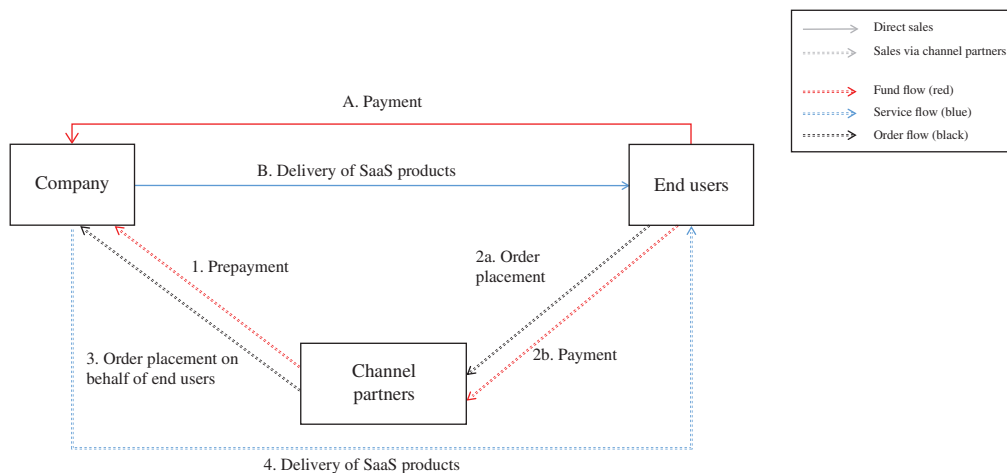 Direct sales
Sales via channel partners
Fund flow (red)
Service flow (blue)
Order flow (black)
A. Payment
Company
B. Delivery of SaaS products
End users
1. Prepayment
2a. Order
placement
3. Order placement on
behalf of end users
Channel
partners
2b. Payment
4. Delivery of SaaS products